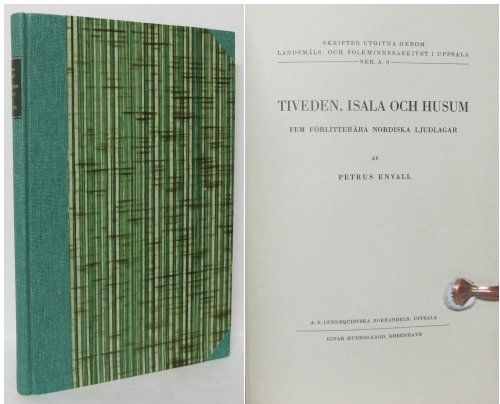 SKRIFTER UTGIVNA GENOM
LANDSMÅLS- OCH FOLKMINNESARKIVET I UPPSALA
SER. A: 9
TIVEDEN, ISALA OCH HUSUM
FEM FÖRLITTERÄRA NORDISKA LJUDLAGAR
AV
PETRUS ENVALL
A.-B. LUNDEQUISTSKA BOKHANDELN, UPPSALA
EJNAR MUNKSGAARD, KØBENHAVN